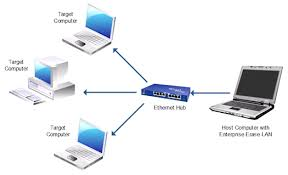 Target
Computer
Target
Computer
Target
Computer
Ethernet Hub
Host Computer with
Enterprise Erase LAN